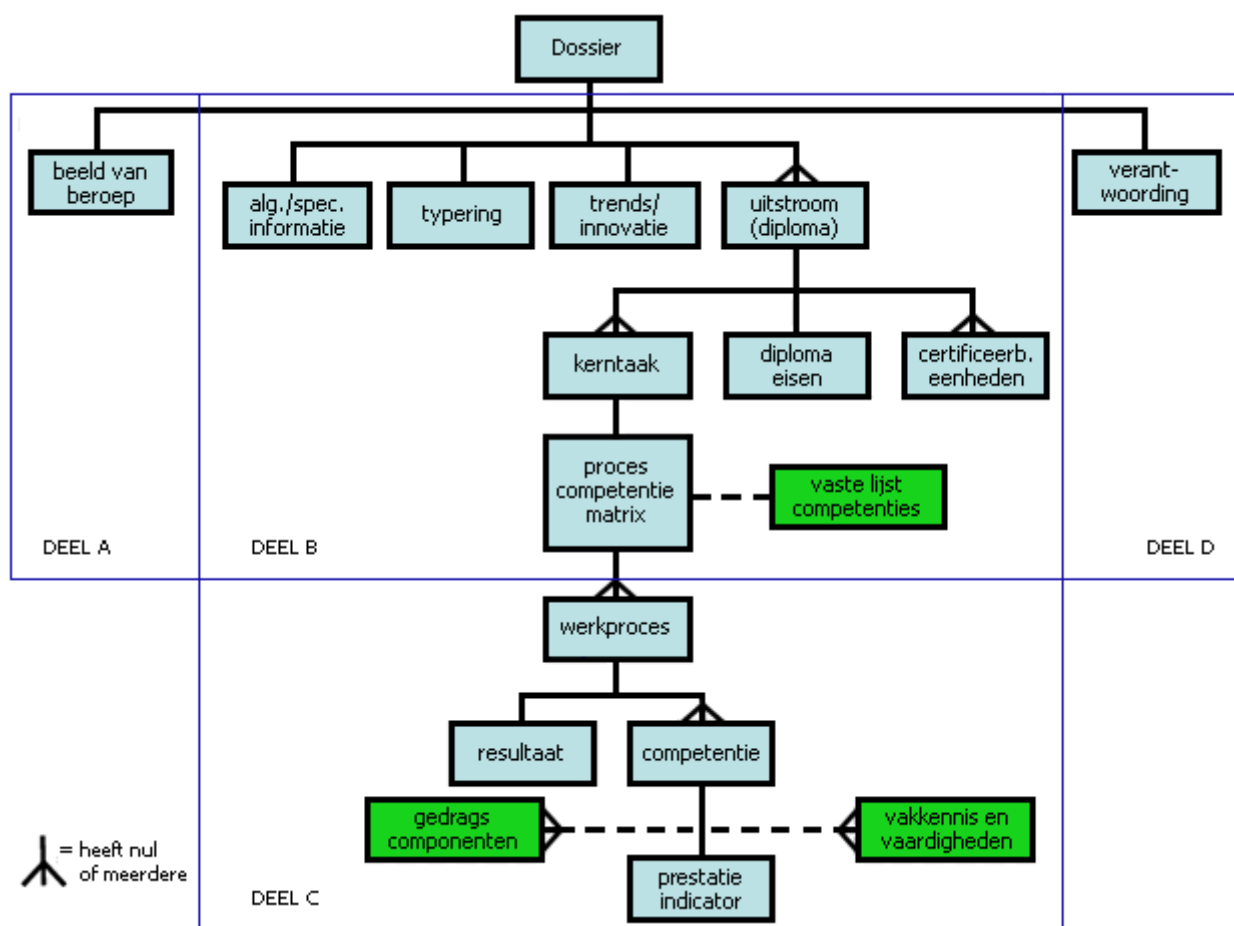 Dossier
beeld van
beroep
alg./spec.
informatie
typering
trends/
innovatie
uitstroom
(diploma)
verant-
woording
kerntaak
diploma
eisen
certificeerb.
eenheden
proces
competentie
matrix
vaste lijst
competenties
DEEL A
DEEL B
DEEL D
werkproces
resultaat
competentie
gedrags
componenten
vakkennis en
vaardigheden
= heeft nul
of meerdere
prestatie
indicator
DEEL C